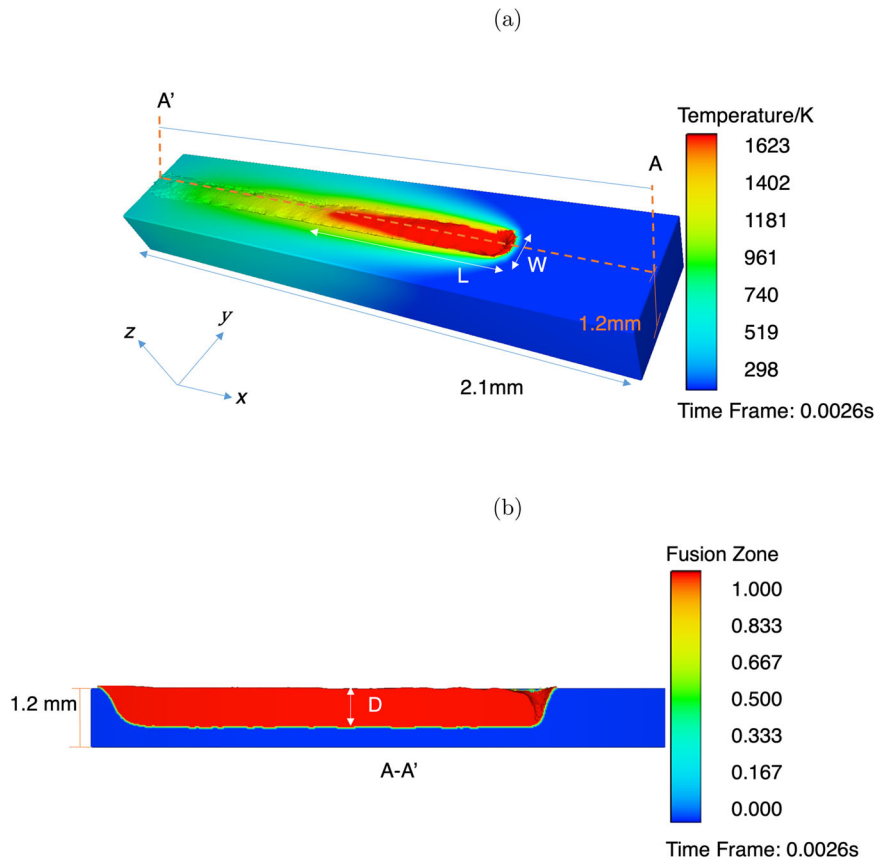 (a)
A'
A
Temperature/K
1623
1402
1181
961
740
519
298
L
W
1.2mm
2.1mm
z
y
x
Time Frame: 0.0026s
(b)
Fusion Zone
1.000
0.833
0.667
0.500
0.333
0.167
0.000
1.2 mm
D
A-A'
Time Frame: 0.0026s